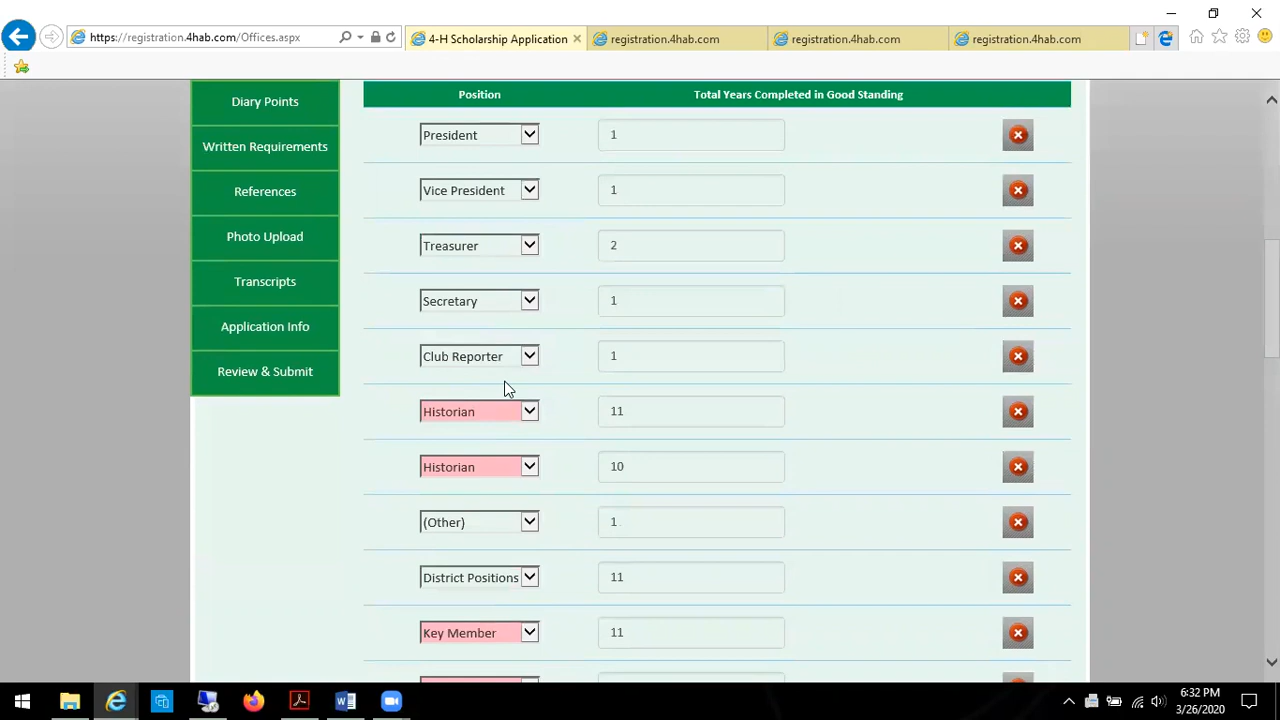 https://registration.4hab.com/Offices.aspx
4-H Scholarship Application
registration.4hab.com
registration.4hab.com
registration.4hab.com
Diary Points
Written Requirements
References
Photo Upload
Transcripts
Application Info
Review & Submit
Position Total Years Completed in Good Standing
President 1
Vice President 1
Treasurer 2
Secretary 1
Club Reporter 1
Historian 11
Historian 10
(Other) 1
District Positions 11
Key Member 11
6:32 PM
3/26/2020